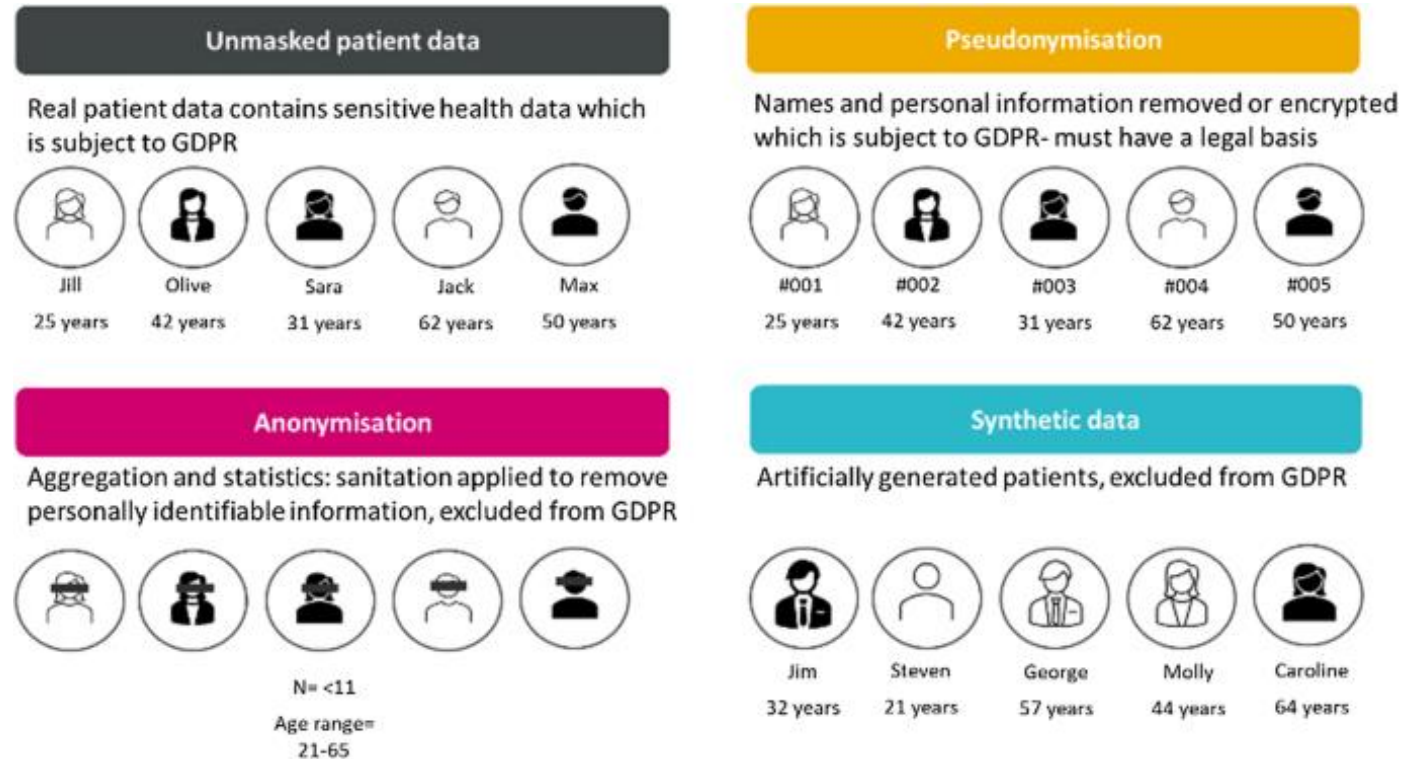 Unmasked patient data
Real patient data contains sensitive health data which
is subject to GDPR
Jill
Olive
Sara
Jack
Max
25 years
42 years
31 years
62 years
50 years
Pseudonymisation
Names and personal information removed or encrypted
which is subject to GDPR- must have a legal basis
#001
#002
#003
#004
#005
25 years
42 years
31 years
62 years
50 years
Anonymisation
Aggregation and statistics: sanitation applied to remove
personally identifiable information, excluded from GDPR
N= <11
Age range=
21-65
Synthetic data
Artificially generated patients, excluded from GDPR
Jim
Steven
George
Molly
Caroline
32 years
21 years
57 years
44 years
64 years